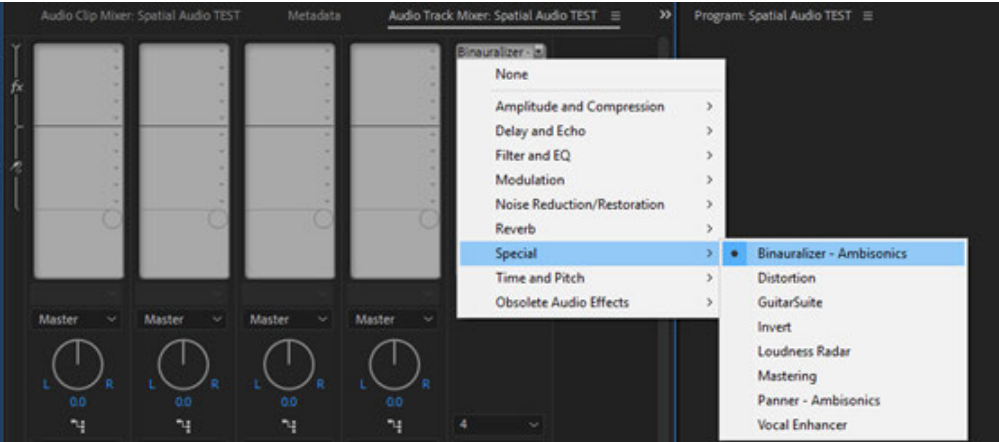 Audio Clip Mixer: Spatial Audio TEST
Metadata
Audio Track Mixer: Spatial Audio TEST ≡
»
Program: Spatial Audio TEST ≡
fx
Binauralizer -
None
Amplitude and Compression >
Delay and Echo >
Filter and EQ >
Modulation >
Noise Reduction/Restoration >
Reverb >
Special >
Time and Pitch >
Obsolete Audio Effects >
Binauralizer - Ambisonics
Distortion
GuitarSuite
Invert
Loudness Radar
Mastering
Panner - Ambisonics
Vocal Enhancer
Master Master Master Master
L R L R L R L R
0.0 0.0 0.0 0.0
4